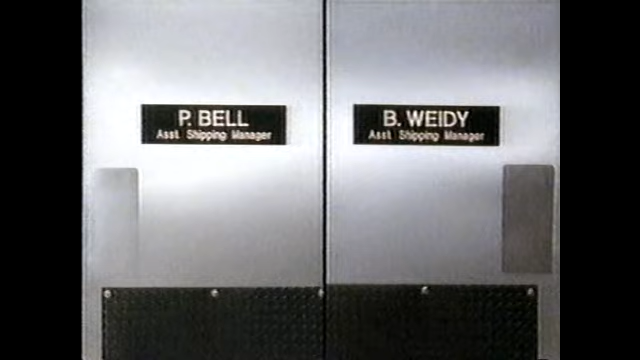 P. BELL
Asst. Shipping Manager
B. WEIDY
Asst. Shipping Manager